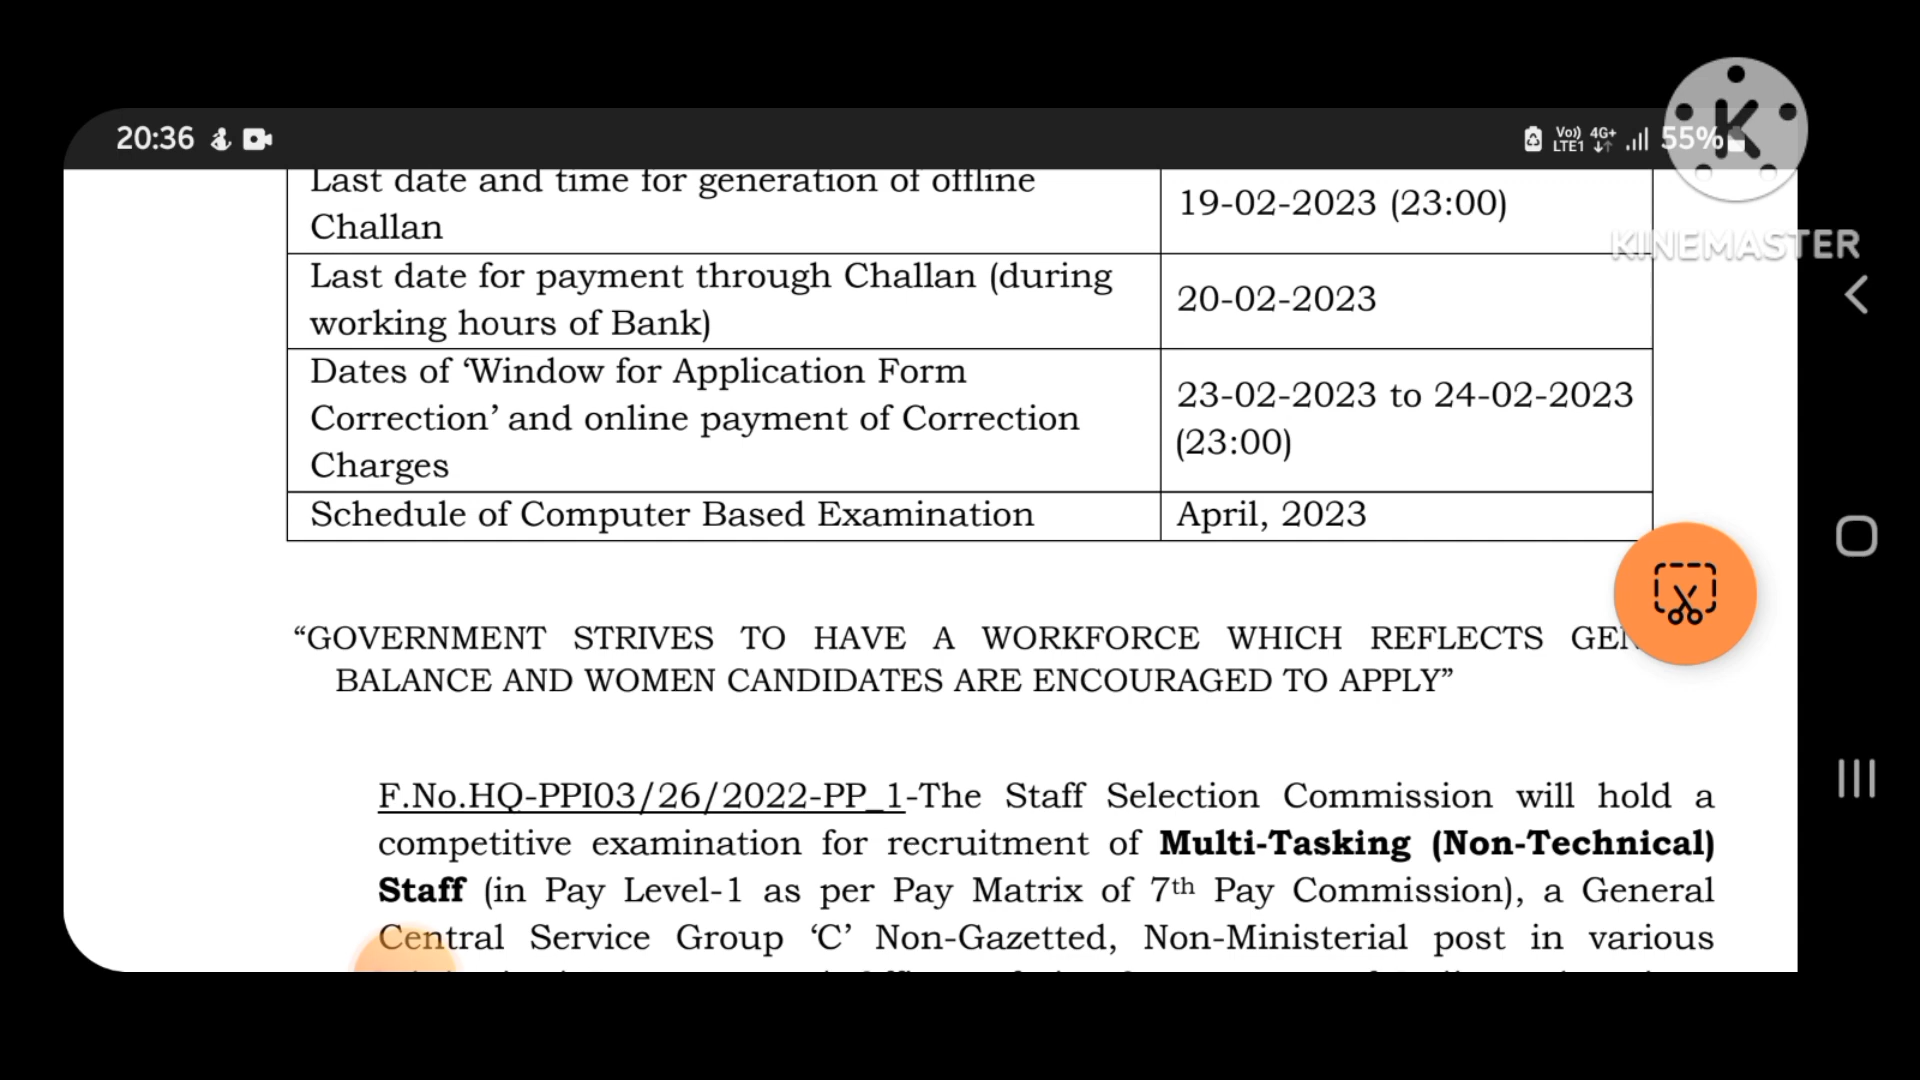 20:36
Vo)) 4G+
LTE1
55%
K
KINEMASTER
Last date and time for generation of offline
Challan
19-02-2023 (23:00)
Last date for payment through Challan (during
working hours of Bank)
20-02-2023
Dates of ‘Window for Application Form
Correction’ and online payment of Correction
Charges
23-02-2023 to 24-02-2023
(23:00)
Schedule of Computer Based Examination
April, 2023
“GOVERNMENT STRIVES TO HAVE A WORKFORCE WHICH REFLECTS
BALANCE AND WOMEN CANDIDATES ARE ENCOURAGED TO APPLY”
F.No.HQ-PPI03/26/2022-PP_1-The Staff Selection Commission will hold a
competitive examination for recruitment of Multi-Tasking (Non-Technical)
Staff (in Pay Level-1 as per Pay Matrix of 7th Pay Commission), a General
Central Service Group ‘C’ Non-Gazetted, Non-Ministerial post in various